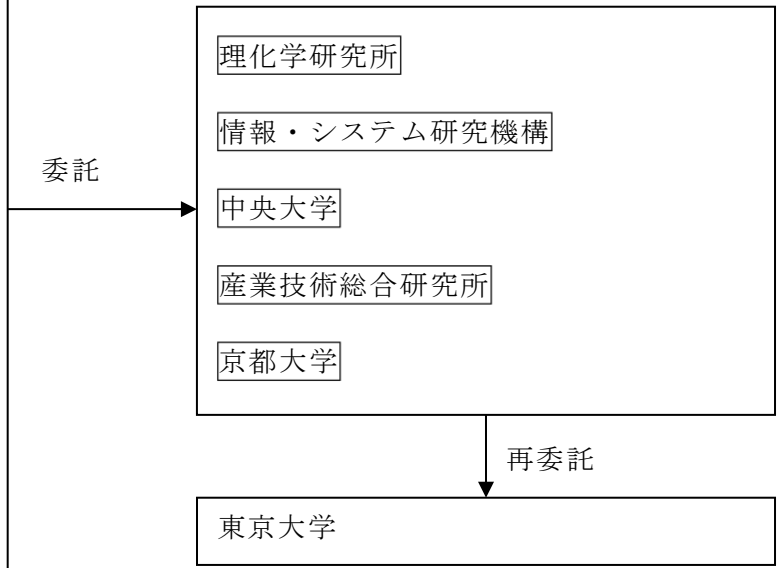 理化学研究所
情報・システム研究機構
委託
中央大学
産業技術総合研究所
京都大学
再委託
東京大学